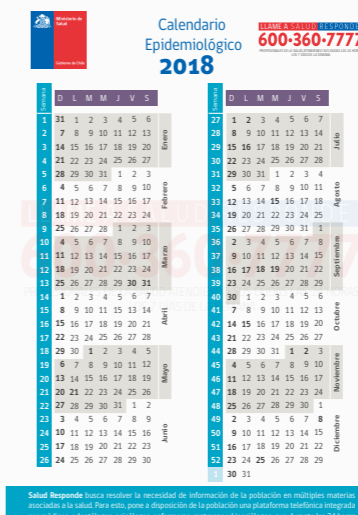 Ministerio de
Salud
Gobierno de Chile
Calendario
Epidemiológico
2018
LLAME A SALUD RESPONDE
600·360·7777
Semana D L M M J V S
1 31 1 2 3 4 5 6
2 7 8 9 10 11 12 13
3 14 15 16 17 18 19 20
4 21 22 23 24 25 26 27
Enero
5 28 29 30 31 1 2 3
6 4 5 6 7 8 9 10
7 11 12 13 14 15 16 17
8 18 19 20 21 22 23 24
Febrero
9 25 26 27 28 1 2 3
10 4 5 6 7 8 9 10
11 11 12 13 14 15 16 17
12 18 19 20 21 22 23 24
13 25 26 27 28 29 30 31
Marzo
14 1 2 3 4 5 6 7
15 8 9 10 11 12 13 14
16 15 16 17 18 19 20 21
17 22 23 24 25 26 27 28
Abril
18 29 30 1 2 3 4 5
19 6 7 8 9 10 11 12
20 13 14 15 16 17 18 19
21 20 21 22 23 24 25 26
22 27 28 29 30 31 1 2
Mayo
23 3 4 5 6 7 8 9
24 10 11 12 13 14 15 16
25 17 18 19 20 21 22 23
26 24 25 26 27 28 29 30
Junio
Semana D L M M J V S
27 1 2 3 4 5 6 7
28 8 9 10 11 12 13 14
29 15 16 17 18 19 20 21
30 22 23 24 25 26 27 28
Julio
31 29 30 31 1 2 3 4
32 5 6 7 8 9 10 11
33 12 13 14 15 16 17 18
34 19 20 21 22 23 24 25
35 26 27 28 29 30 31 1
Agosto
36 2 3 4 5 6 7 8
37 9 10 11 12 13 14 15
38 16 17 18 19 20 21 22
39 23 24 25 26 27 28 29
Septiembre
40 30 1 2 3 4 5 6
41 7 8 9 10 11 12 13
42 14 15 16 17 18 19 20
43 21 22 23 24 25 26 27
Octubre
44 28 29 30 31 1 2 3
45 4 5 6 7 8 9 10
46 11 12 13 14 15 16 17
47 18 19 20 21 22 23 24
48 25 26 27 28 29 30 1
Noviembre
49 2 3 4 5 6 7 8
50 9 10 11 12 13 14 15
51 16 17 18 19 20 21 22
52 23 24 25 26 27 28 29
1 30 31
Diciembre
Salud Responde busca resolver la necesidad de información de la población en múltiples materias
asociadas a la salud. Para esto, pone a disposición de la población una plataforma telefónica integrada